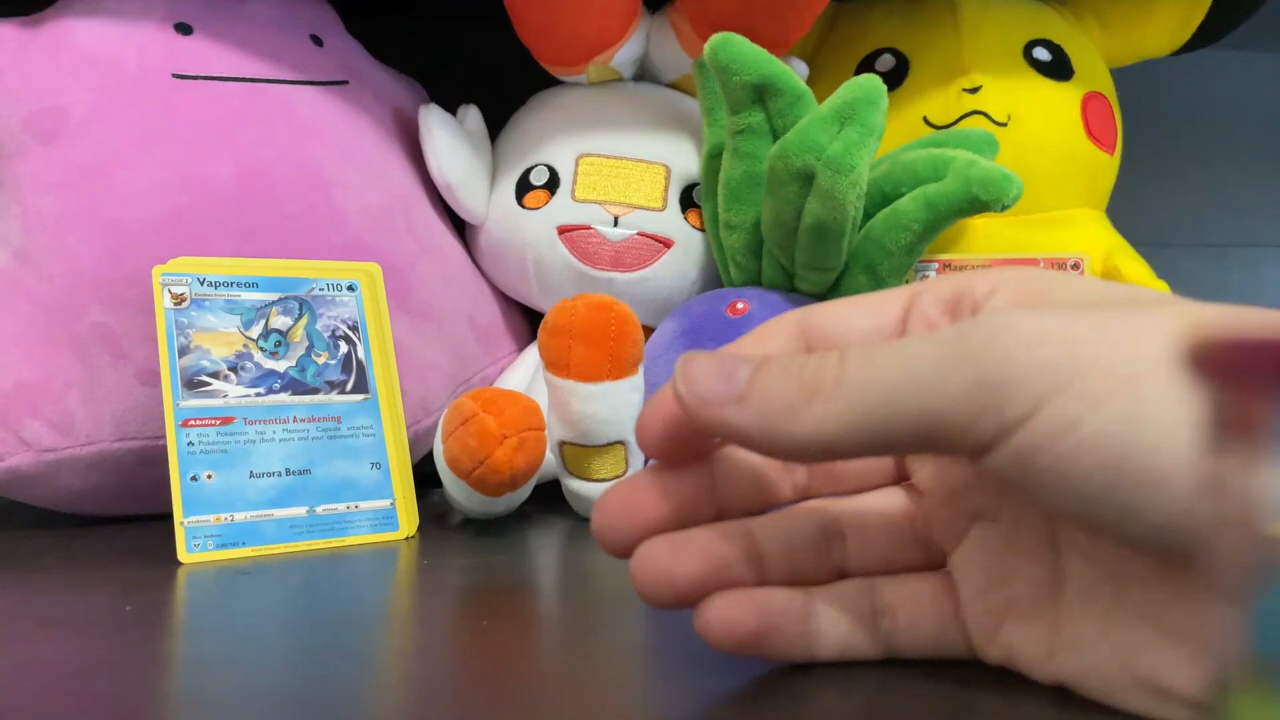 STAGE 1 Vaporeon HP 110
Evolves from Eevee
Ability Torrential Awakening
If this Pokémon has a Memory Capsule attached,
Pokémon in play (both yours and your opponent's) have
no Abilities.
Aurora Beam 70
weakness ×2 resistance retreat
030/185
Magcargo 130